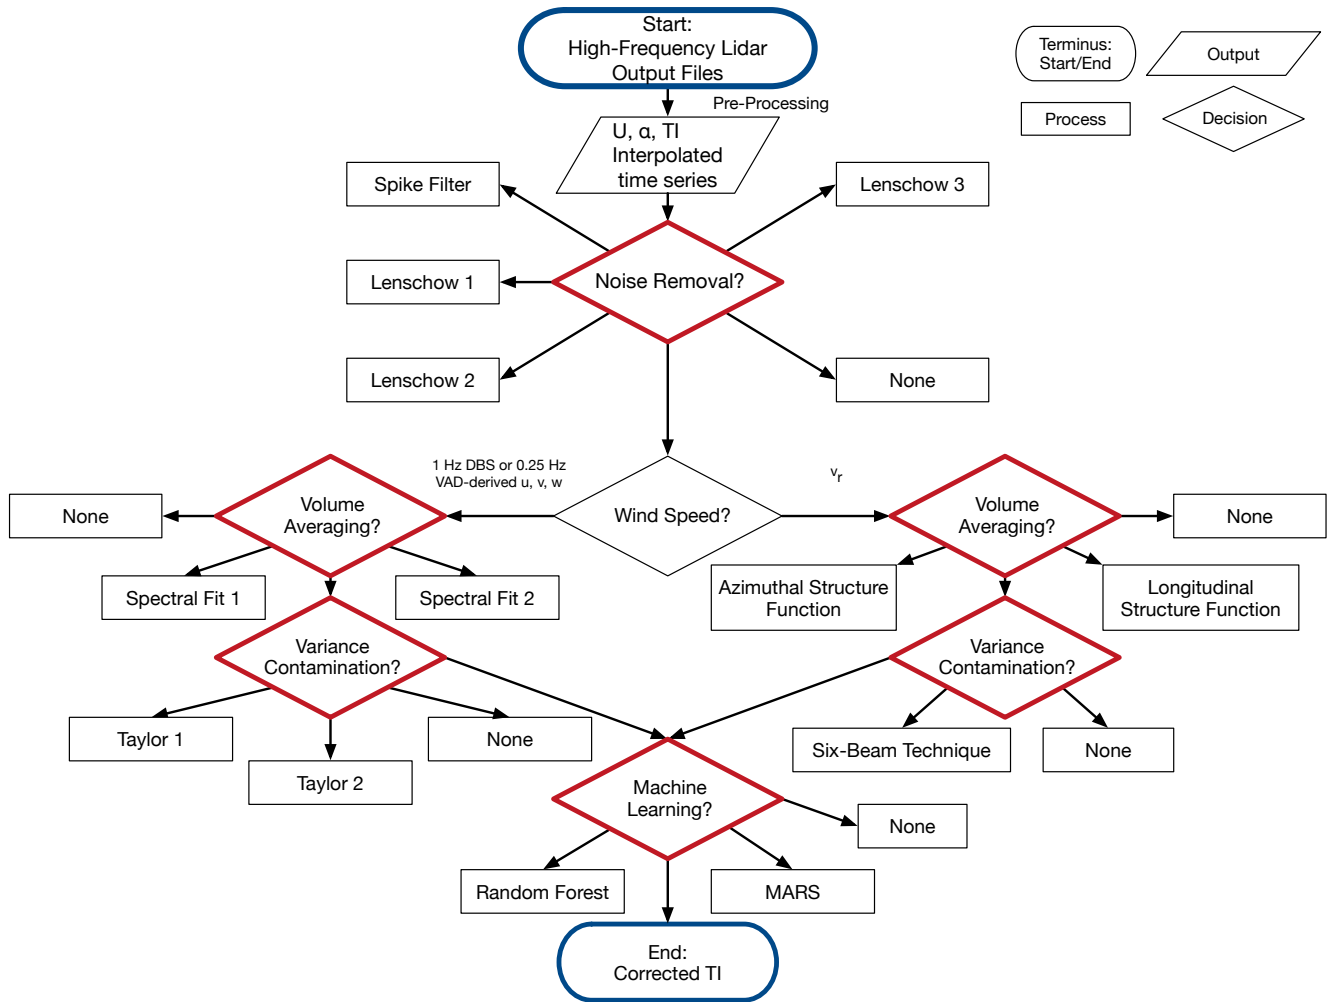 Start:
High-Frequency Lidar
Output Files
Terminus:
Start/End
Output
Process
Decision
Pre-Processing
U, α, TI
Interpolated
time series
Spike Filter
Lenschow 3
Noise Removal?
Lenschow 1
Lenschow 2
None
1 Hz DBS or 0.25 Hz
VAD-derived u, v, w
vr
Volume
Averaging?
None
Wind Speed?
Volume
Averaging?
None
Spectral Fit 1
Spectral Fit 2
Azimuthal Structure
Function
Longitudinal
Structure Function
Variance
Contamination?
Variance
Contamination?
Taylor 1
None
Taylor 2
Six-Beam Technique
None
Machine
Learning?
None
Random Forest
MARS
End:
Corrected TI